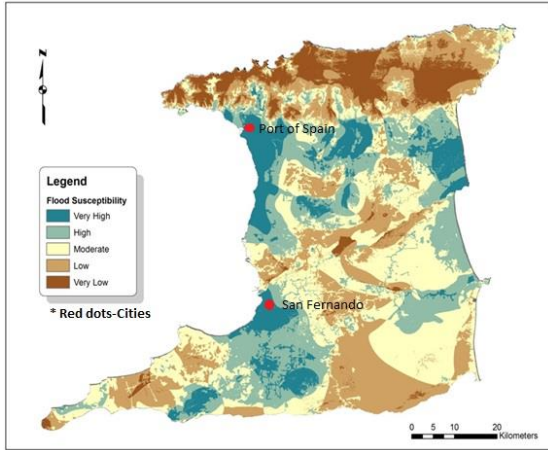 N
Port of Spain
Legend
Flood Susceptibility
Very High
High
Moderate
Low
Very Low
* Red dots-Cities
San Fernando
0 5 10 20
Kilometers